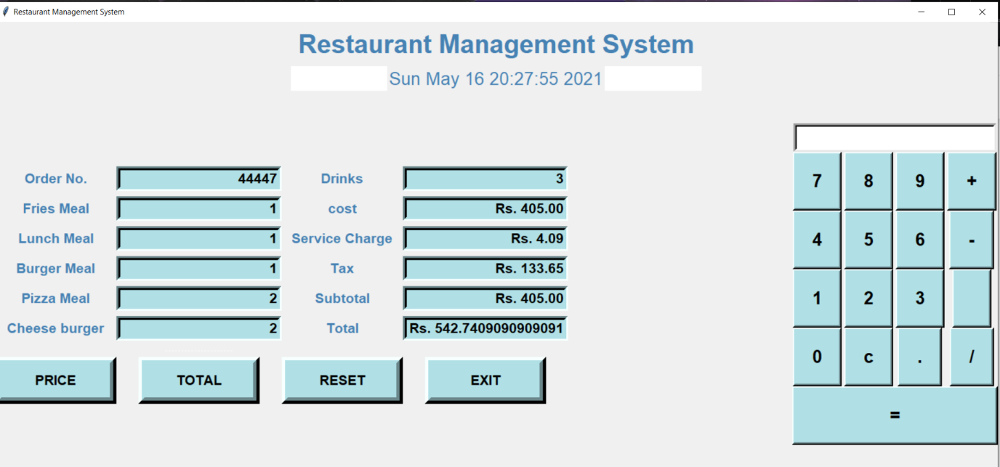 Restaurant Management System
Restaurant Management System
Sun May 16 20:27:55 2021
Order No. 44447 Drinks 3
Fries Meal 1 cost Rs. 405.00
Lunch Meal 1 Service Charge Rs. 4.09
Burger Meal 1 Tax Rs. 133.65
Pizza Meal 2 Subtotal Rs. 405.00
Cheese burger 2 Total Rs. 542.7409090909091
PRICE TOTAL RESET EXIT
7 8 9 +
4 5 6 -
1 2 3
0 c . /
=